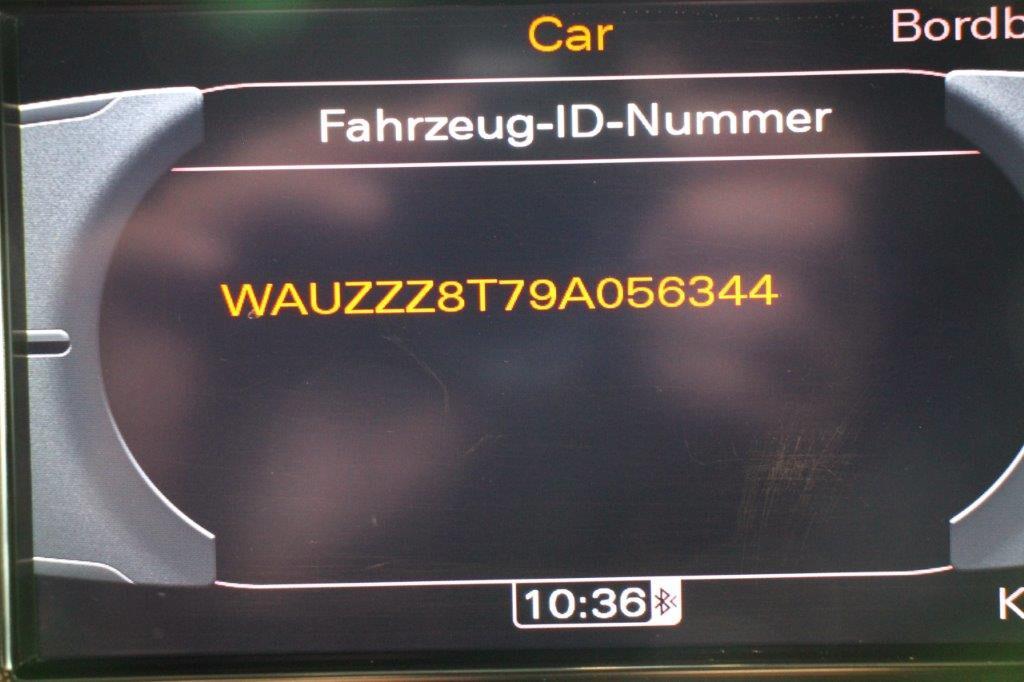 Car
Bordb
Fahrzeug-ID-Nummer
WAUZZZ8T79A056344
10:36
K